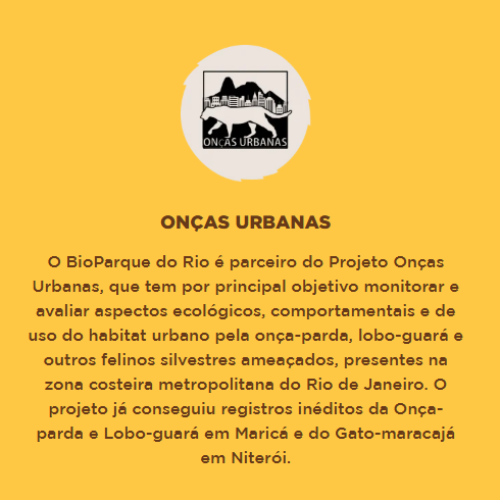 ONÇAS URBANAS
ONÇAS URBANAS
O BioParque do Rio é parceiro do Projeto Onças
Urbanas, que tem por principal objetivo monitorar e
avaliar aspectos ecológicos, comportamentais e de
uso do habitat urbano pela onça-parda, lobo-guará e
outros felinos silvestres ameaçados, presentes na
zona costeira metropolitana do Rio de Janeiro. O
projeto já conseguiu registros inéditos da Onça-
parda e Lobo-guará em Maricá e do Gato-maracajá
em Niterói.